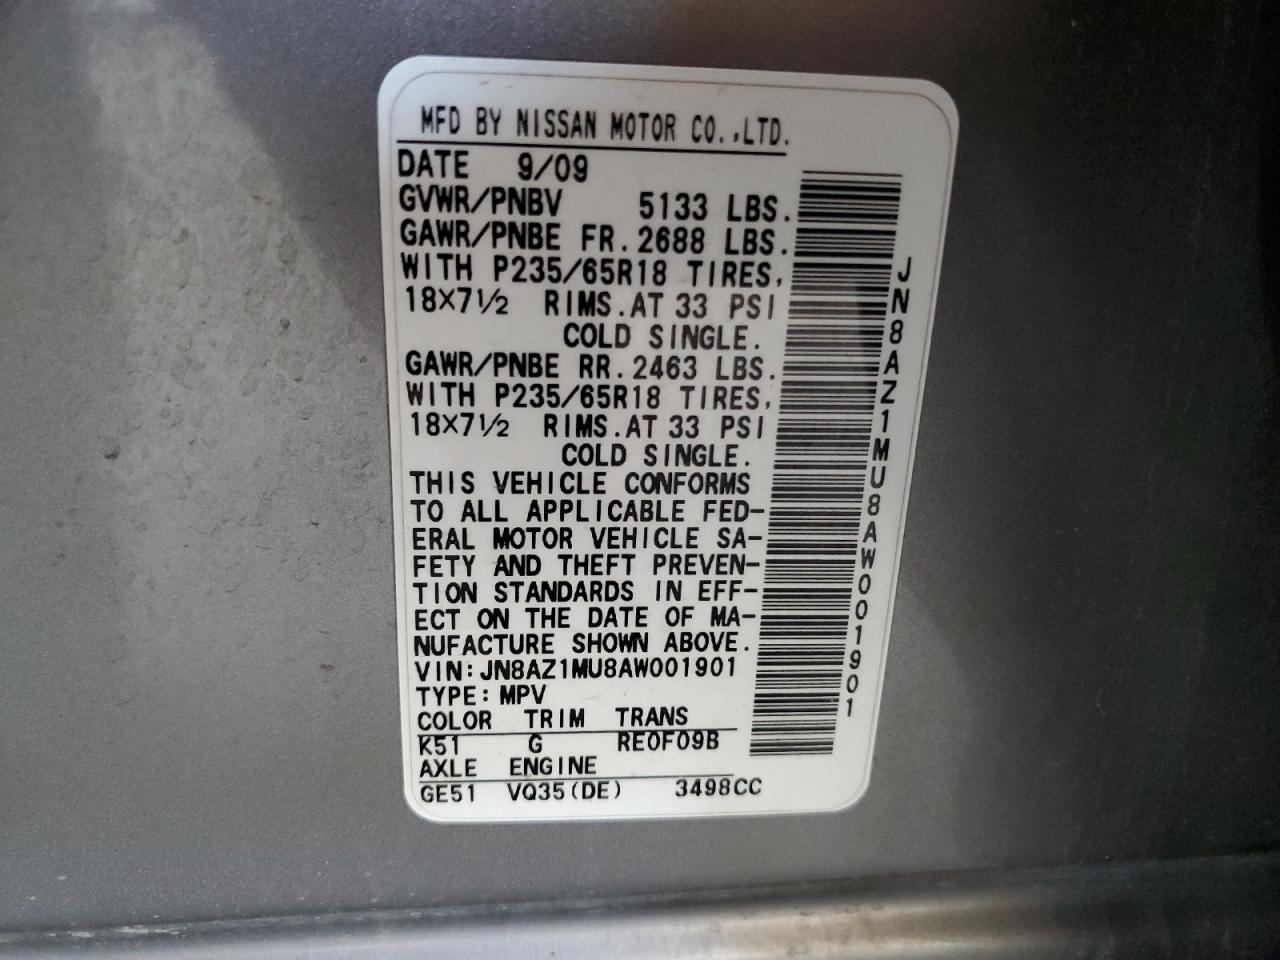 MFD BY NISSAN MOTOR CO.,LTD.
DATE 9/09
GVWR/PNBV 5133 LBS.
GAWR/PNBE FR.2688 LBS.
WITH P235/65R18 TIRES,
18×7½ RIMS.AT 33 PSI
COLD SINGLE.
GAWR/PNBE RR.2463 LBS.
WITH P235/65R18 TIRES,
18×7½ RIMS.AT 33 PSI
COLD SINGLE.
THIS VEHICLE CONFORMS
TO ALL APPLICABLE FED-
ERAL MOTOR VEHICLE SA-
FETY AND THEFT PREVEN-
TION STANDARDS IN EFF-
ECT ON THE DATE OF MA-
NUFACTURE SHOWN ABOVE.
VIN:JN8AZ1MU8AW001901
TYPE:MPV
COLOR TRIM TRANS
K51 G RE0F09B
AXLE ENGINE
GE51 VQ35(DE) 3498CC
JN8AZ1MU8AW001901